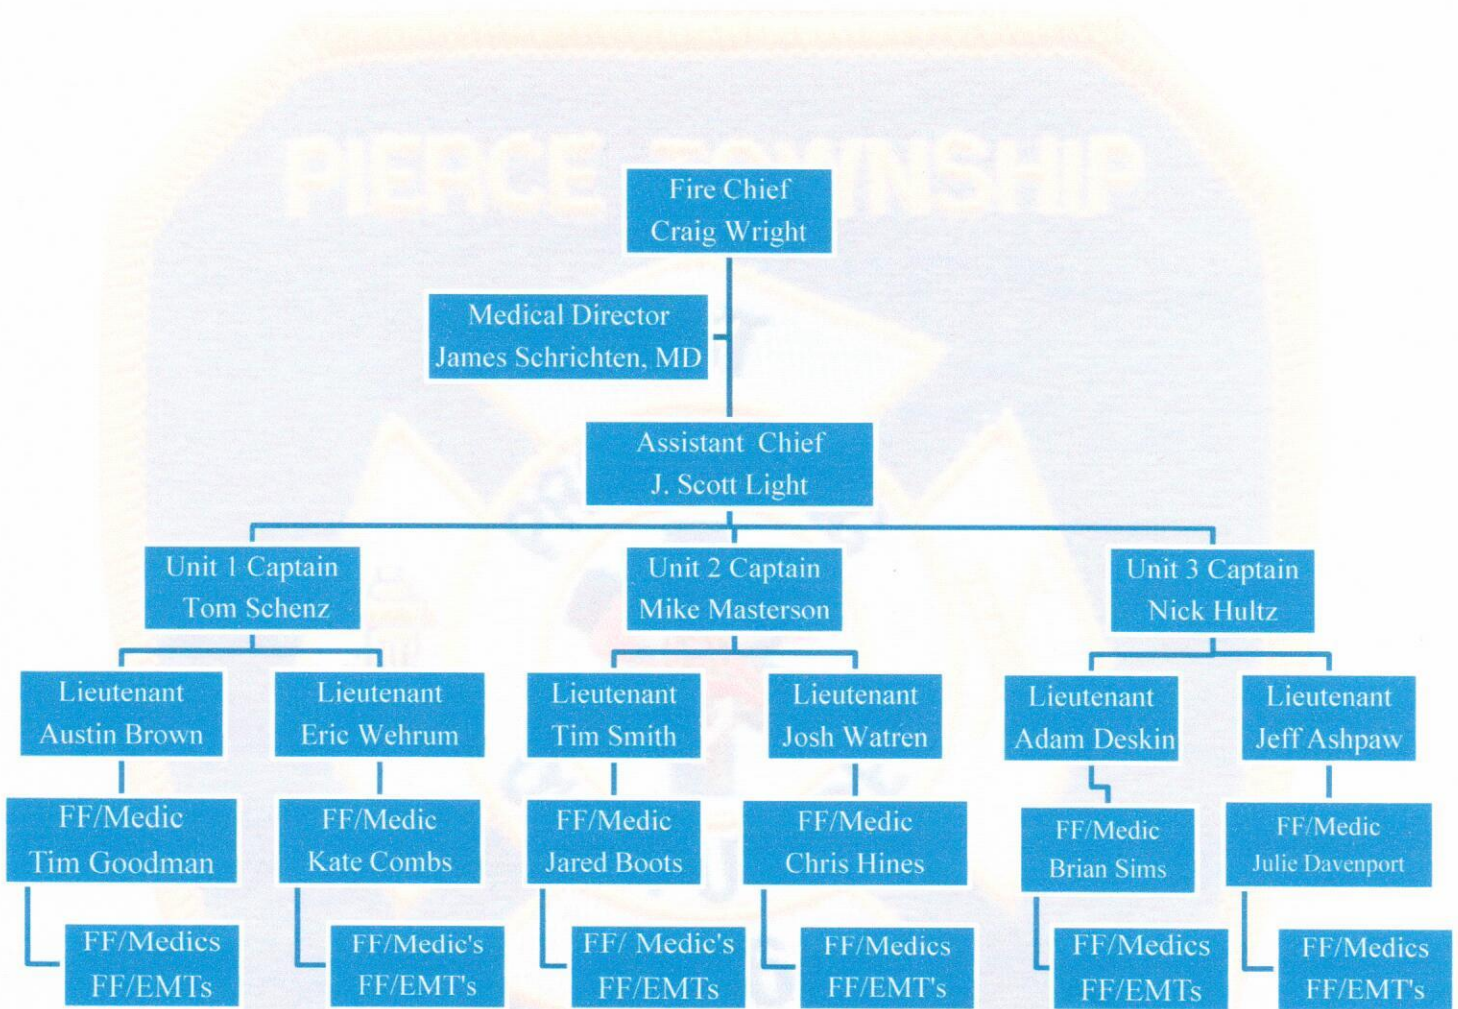 PIERCE TOWNSHIP
Fire Chief
Craig Wright
Medical Director
James Schrichten, MD
Assistant Chief
J. Scott Light
Unit 1 Captain
Tom Schenz
Unit 2 Captain
Mike Masterson
Unit 3 Captain
Nick Hultz
Lieutenant
Austin Brown
Lieutenant
Eric Wehrum
Lieutenant
Tim Smith
Lieutenant
Josh Watren
Lieutenant
Adam Deskin
Lieutenant
Jeff Ashpaw
FF/Medic
Tim Goodman
FF/Medic
Kate Combs
FF/Medic
Jared Boots
FF/Medic
Chris Hines
FF/Medic
Brian Sims
FF/Medic
Julie Davenport
FF/Medics
FF/EMTs
FF/Medic's
FF/EMT's
FF/ Medic's
FF/EMTs
FF/Medics
FF/EMT's
FF/Medics
FF/EMTs
FF/Medics
FF/EMT's